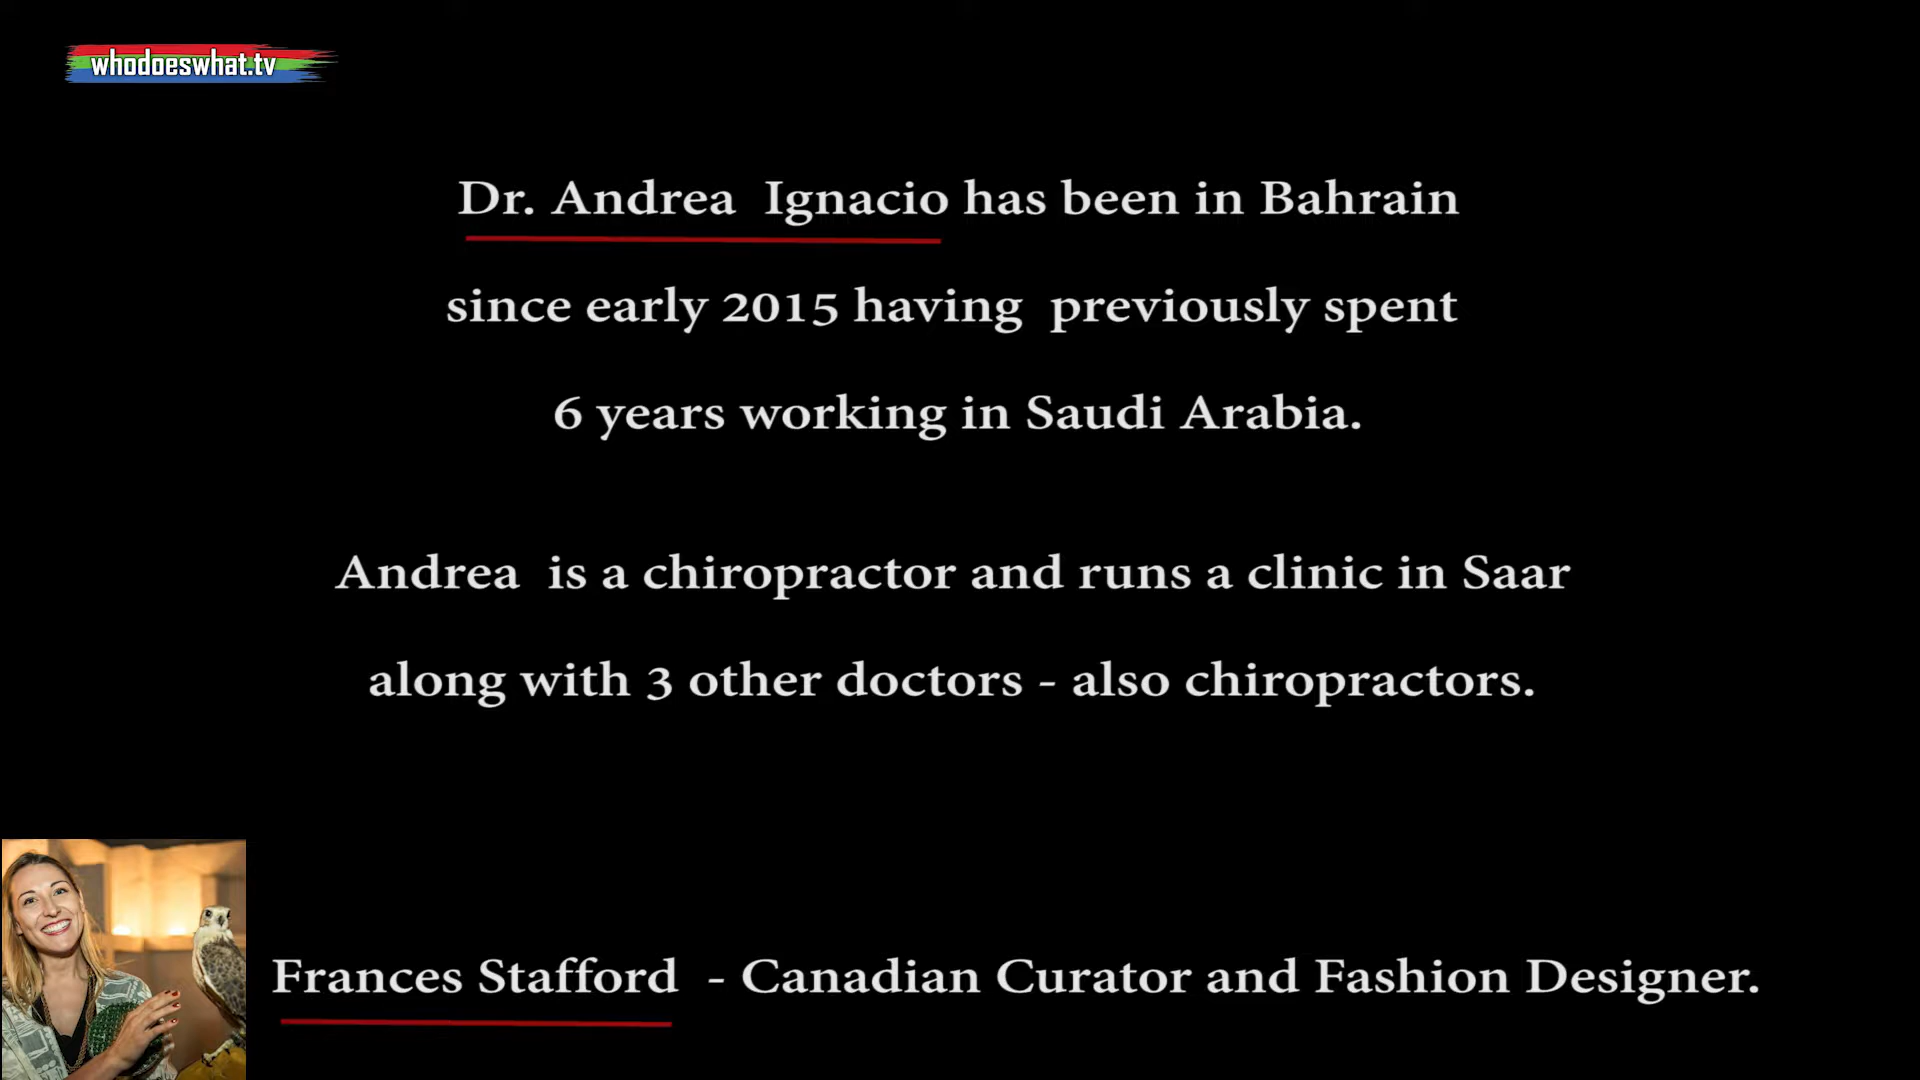 whodoeswhat.tv
Dr. Andrea Ignacio has been in Bahrain
since early 2015 having previously spent
6 years working in Saudi Arabia.
Andrea is a chiropractor and runs a clinic in Saar
along with 3 other doctors - also chiropractors.
Frances Stafford - Canadian Curator and Fashion Designer.